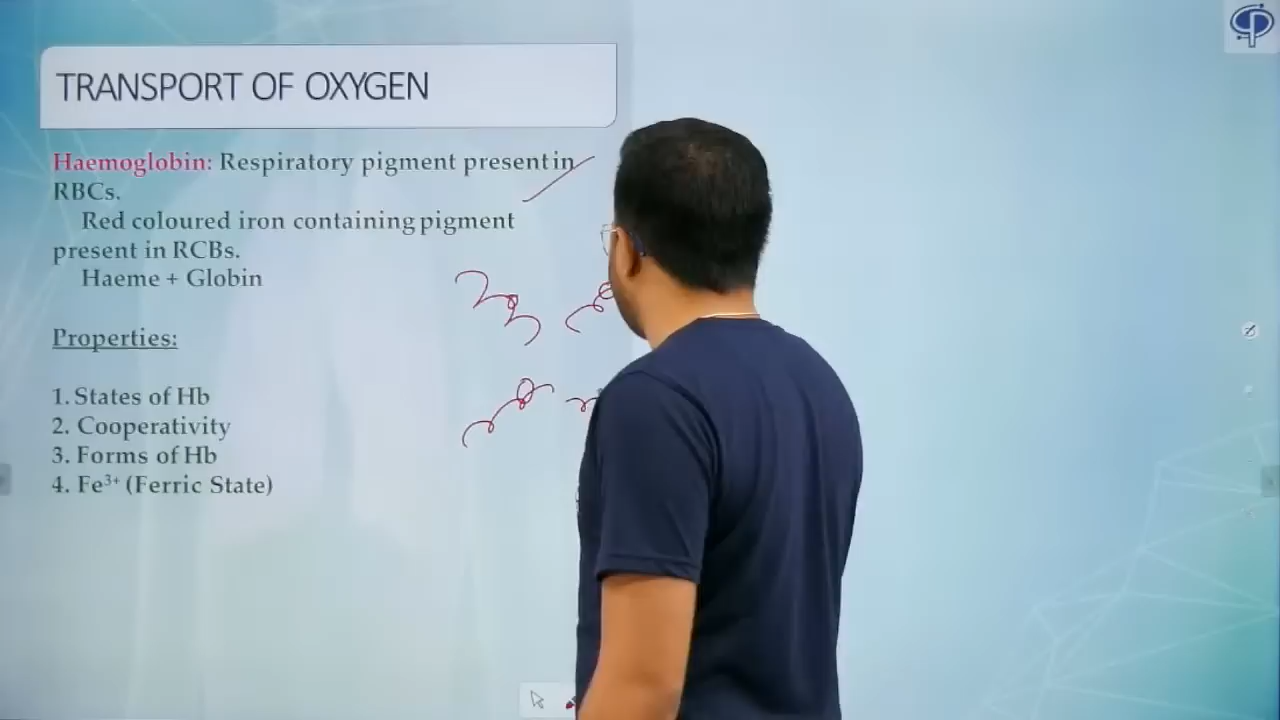 TRANSPORT OF OXYGEN
Haemoglobin: Respiratory pigment present in
RBCs.
Red coloured iron containing pigment
present in RCBs.
Haeme + Globin
Properties:
1. States of Hb
2. Cooperativity
3. Forms of Hb
4. Fe³⁺ (Ferric State)